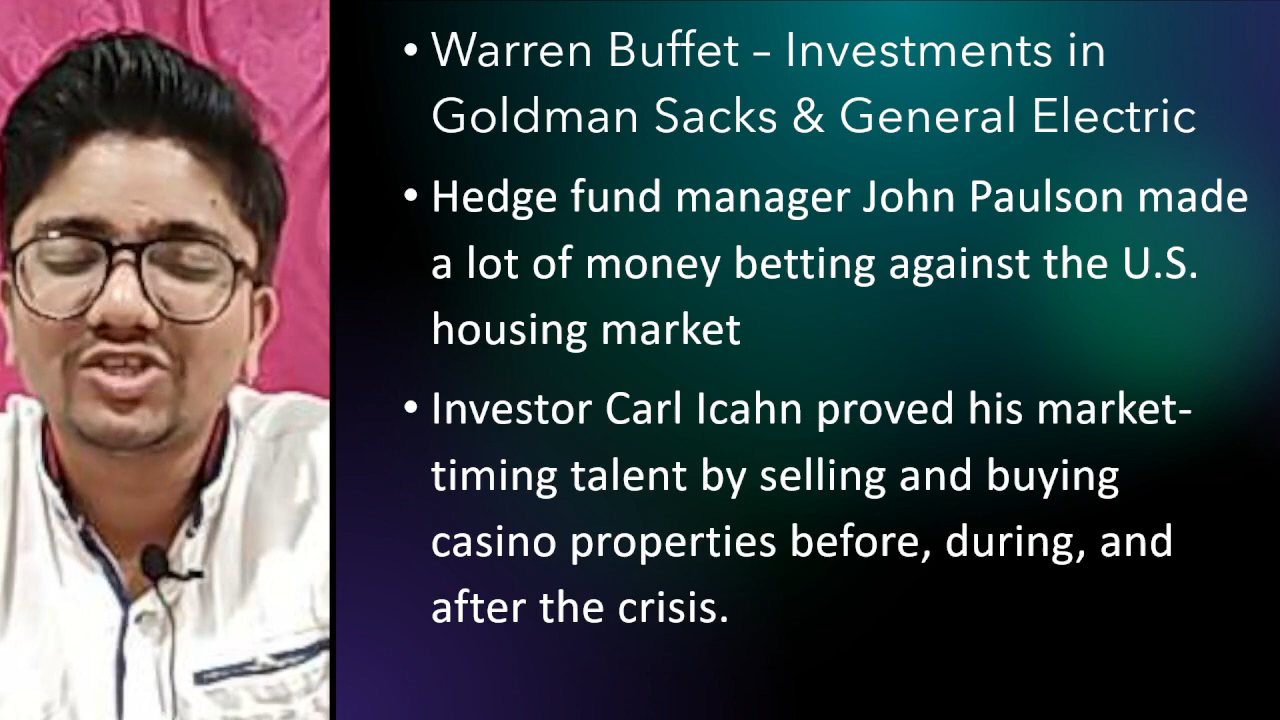 • Warren Buffet – Investments in
Goldman Sacks & General Electric
• Hedge fund manager John Paulson made
a lot of money betting against the U.S.
housing market
• Investor Carl Icahn proved his market-
timing talent by selling and buying
casino properties before, during, and
after the crisis.